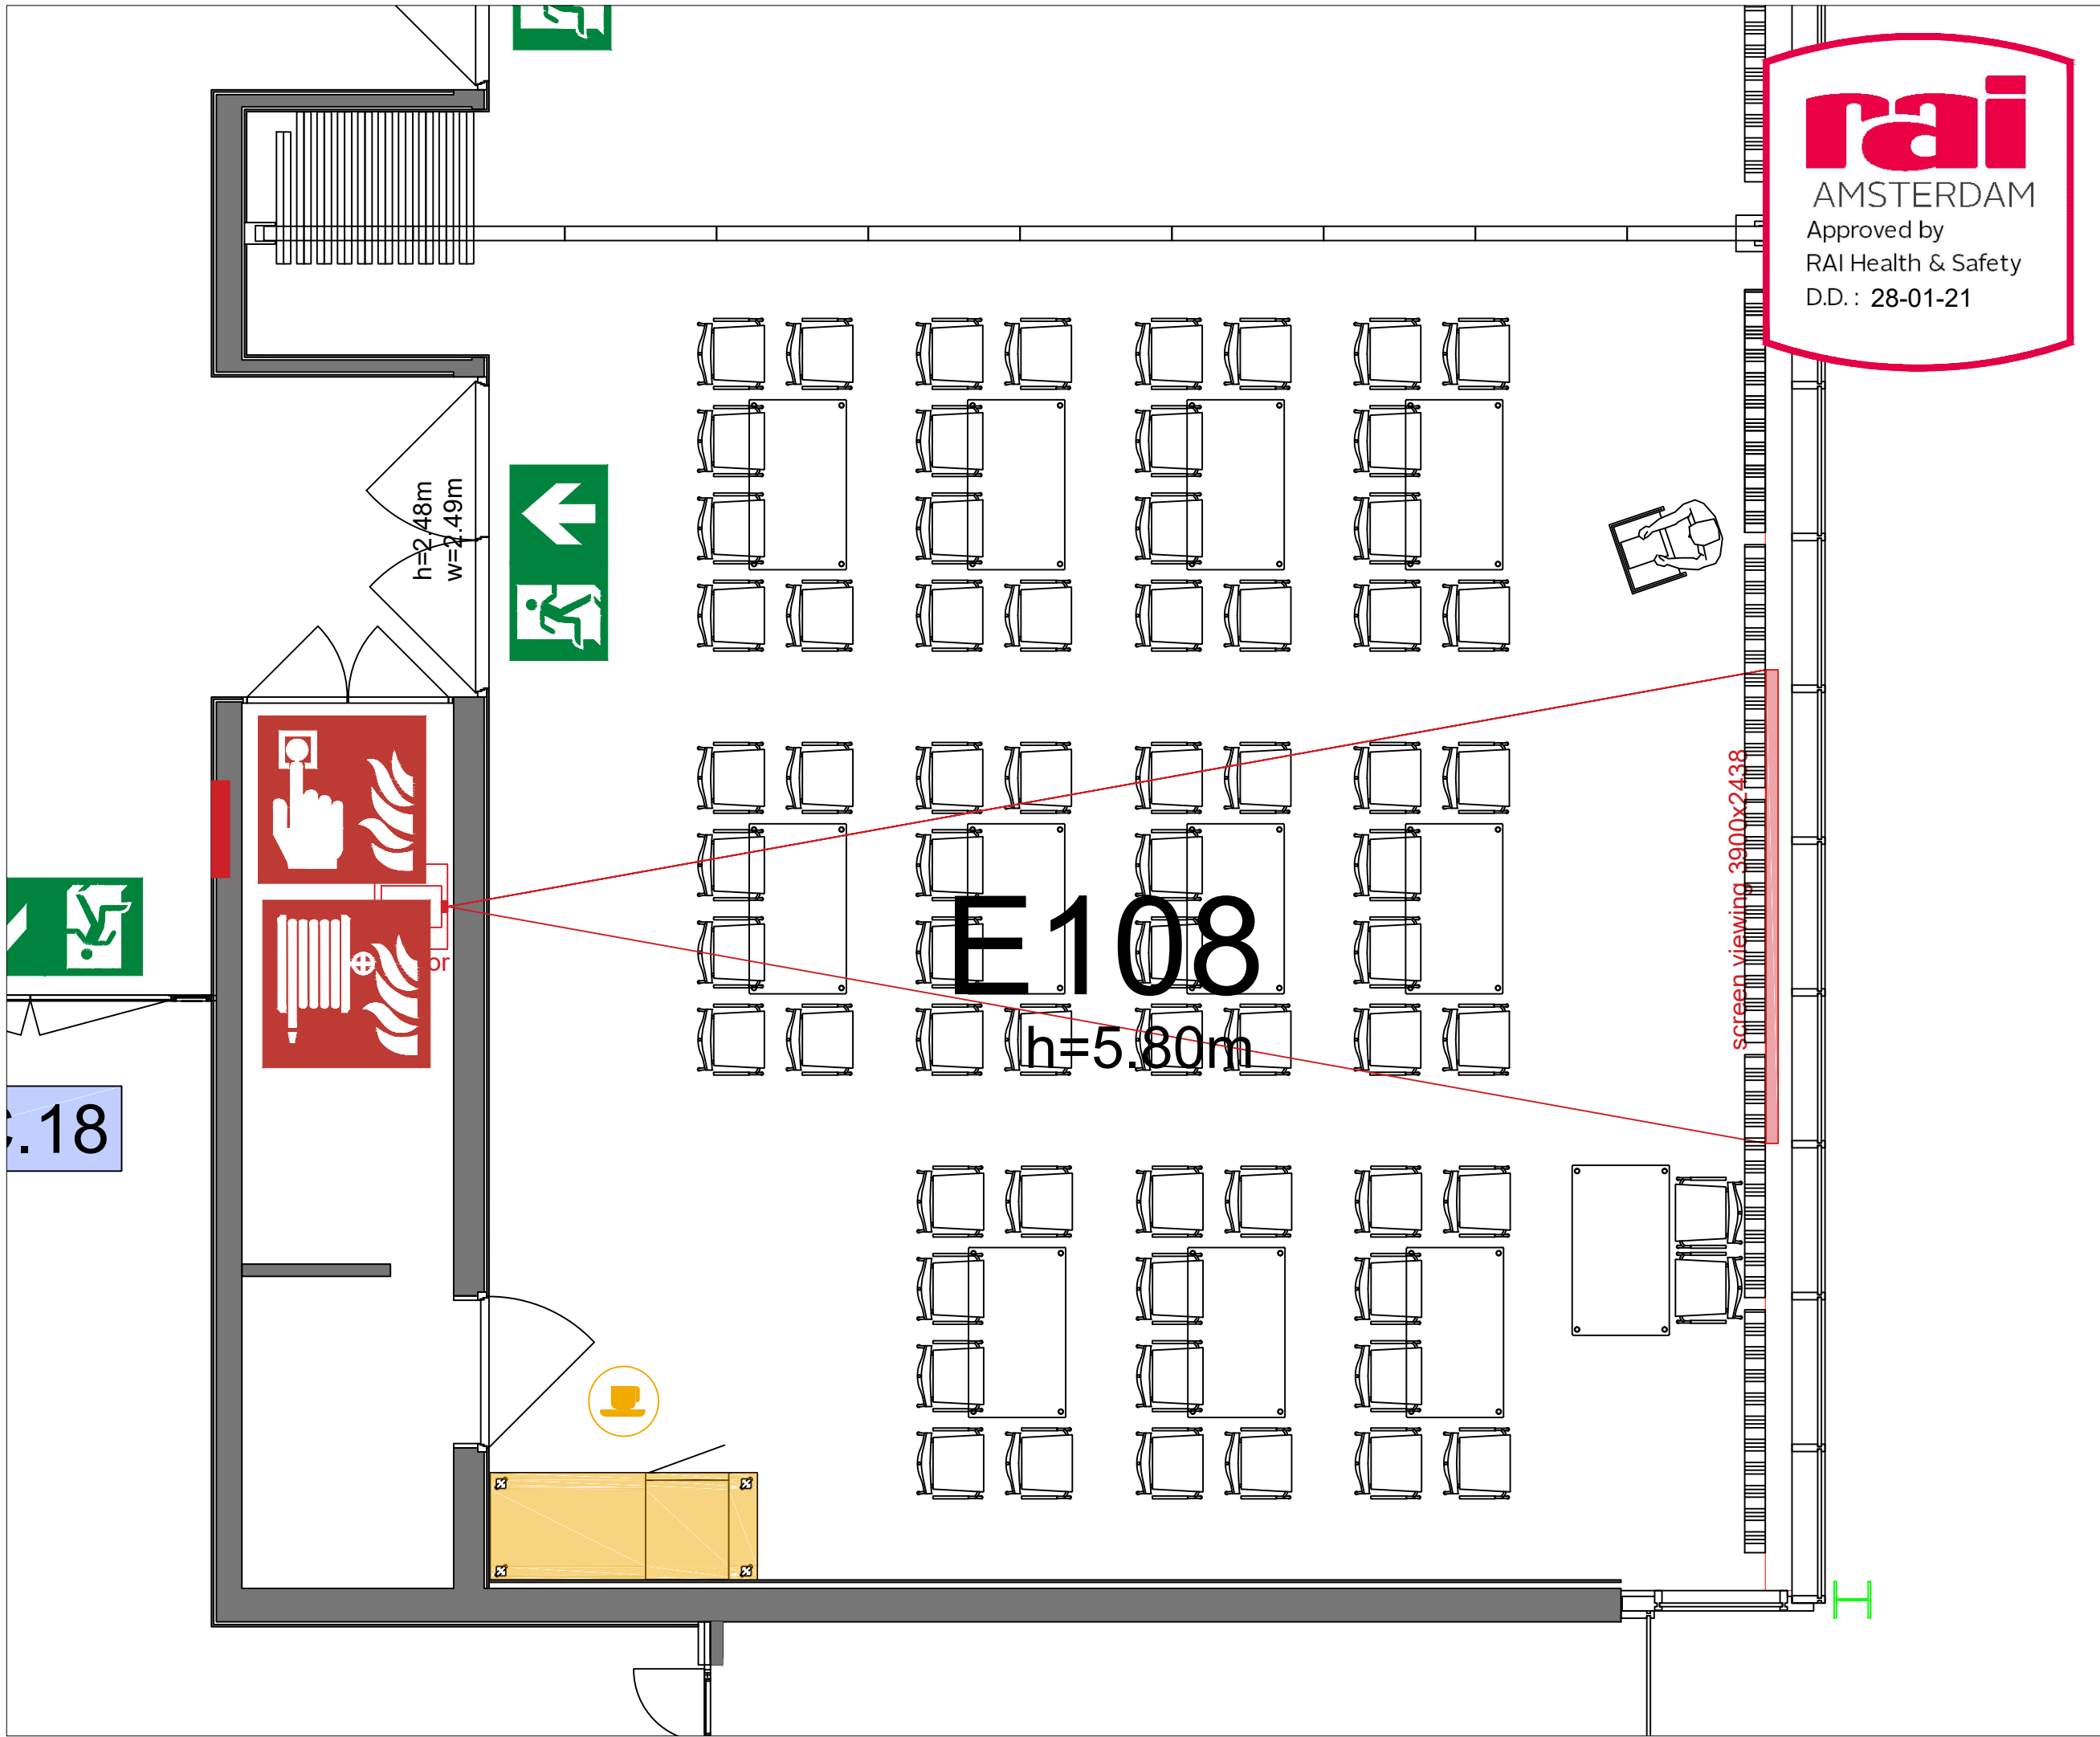 rai
AMSTERDAM
Approved by
RAI Health & Safety
D.D. : 28-01-21
h=2.48m
w=2.49m
screen viewing 3900x2438
E108
h=5.80m
or
.18